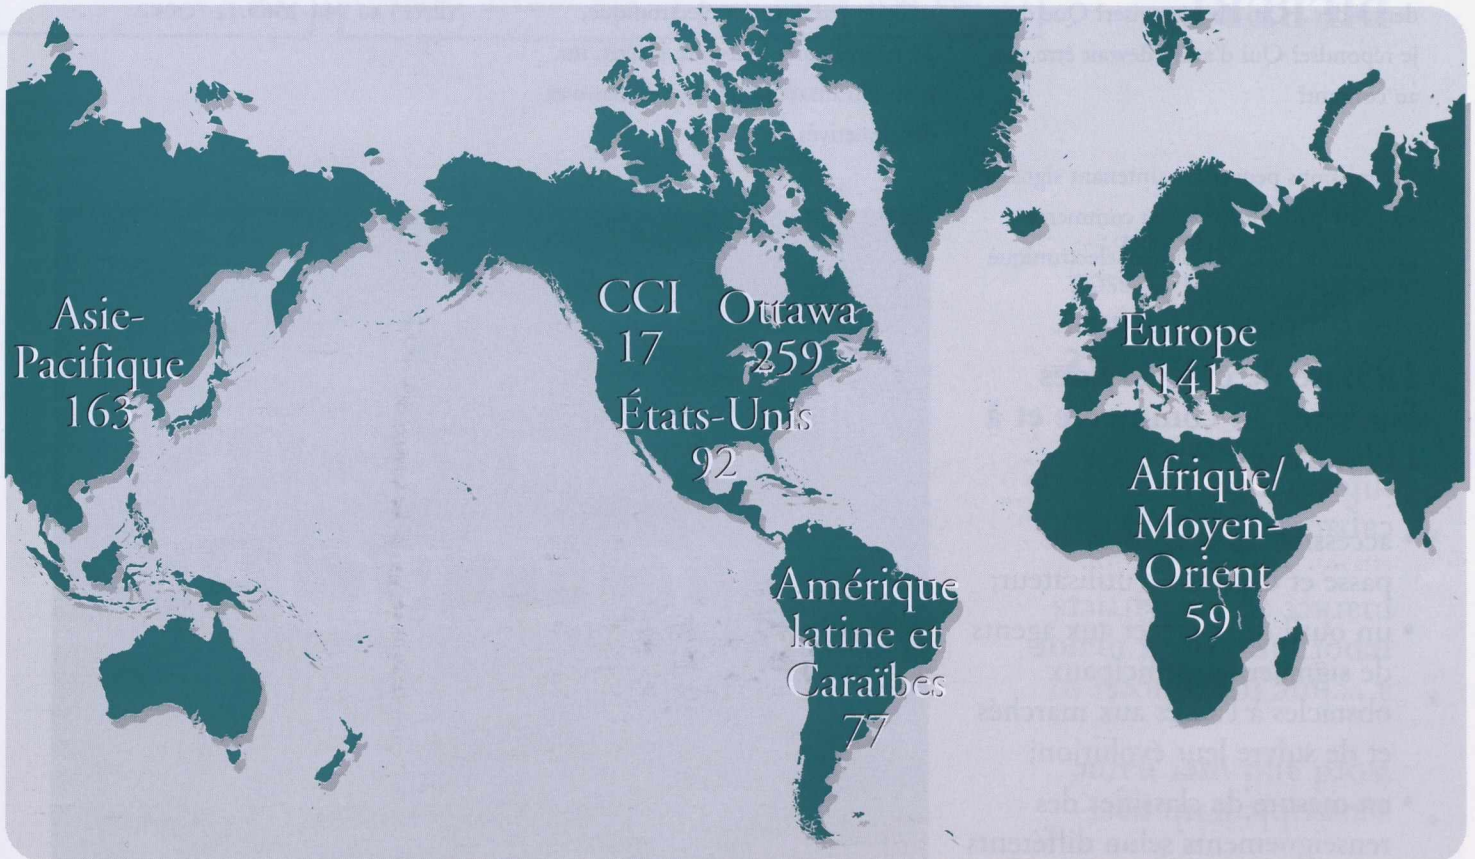 Asie-
Pacifique
163
CCI
17
Ottawa
259
États-Unis
92
Amérique
latine et
Caraïbes
77
Europe
141
Afrique/
Moyen-
Orient
59